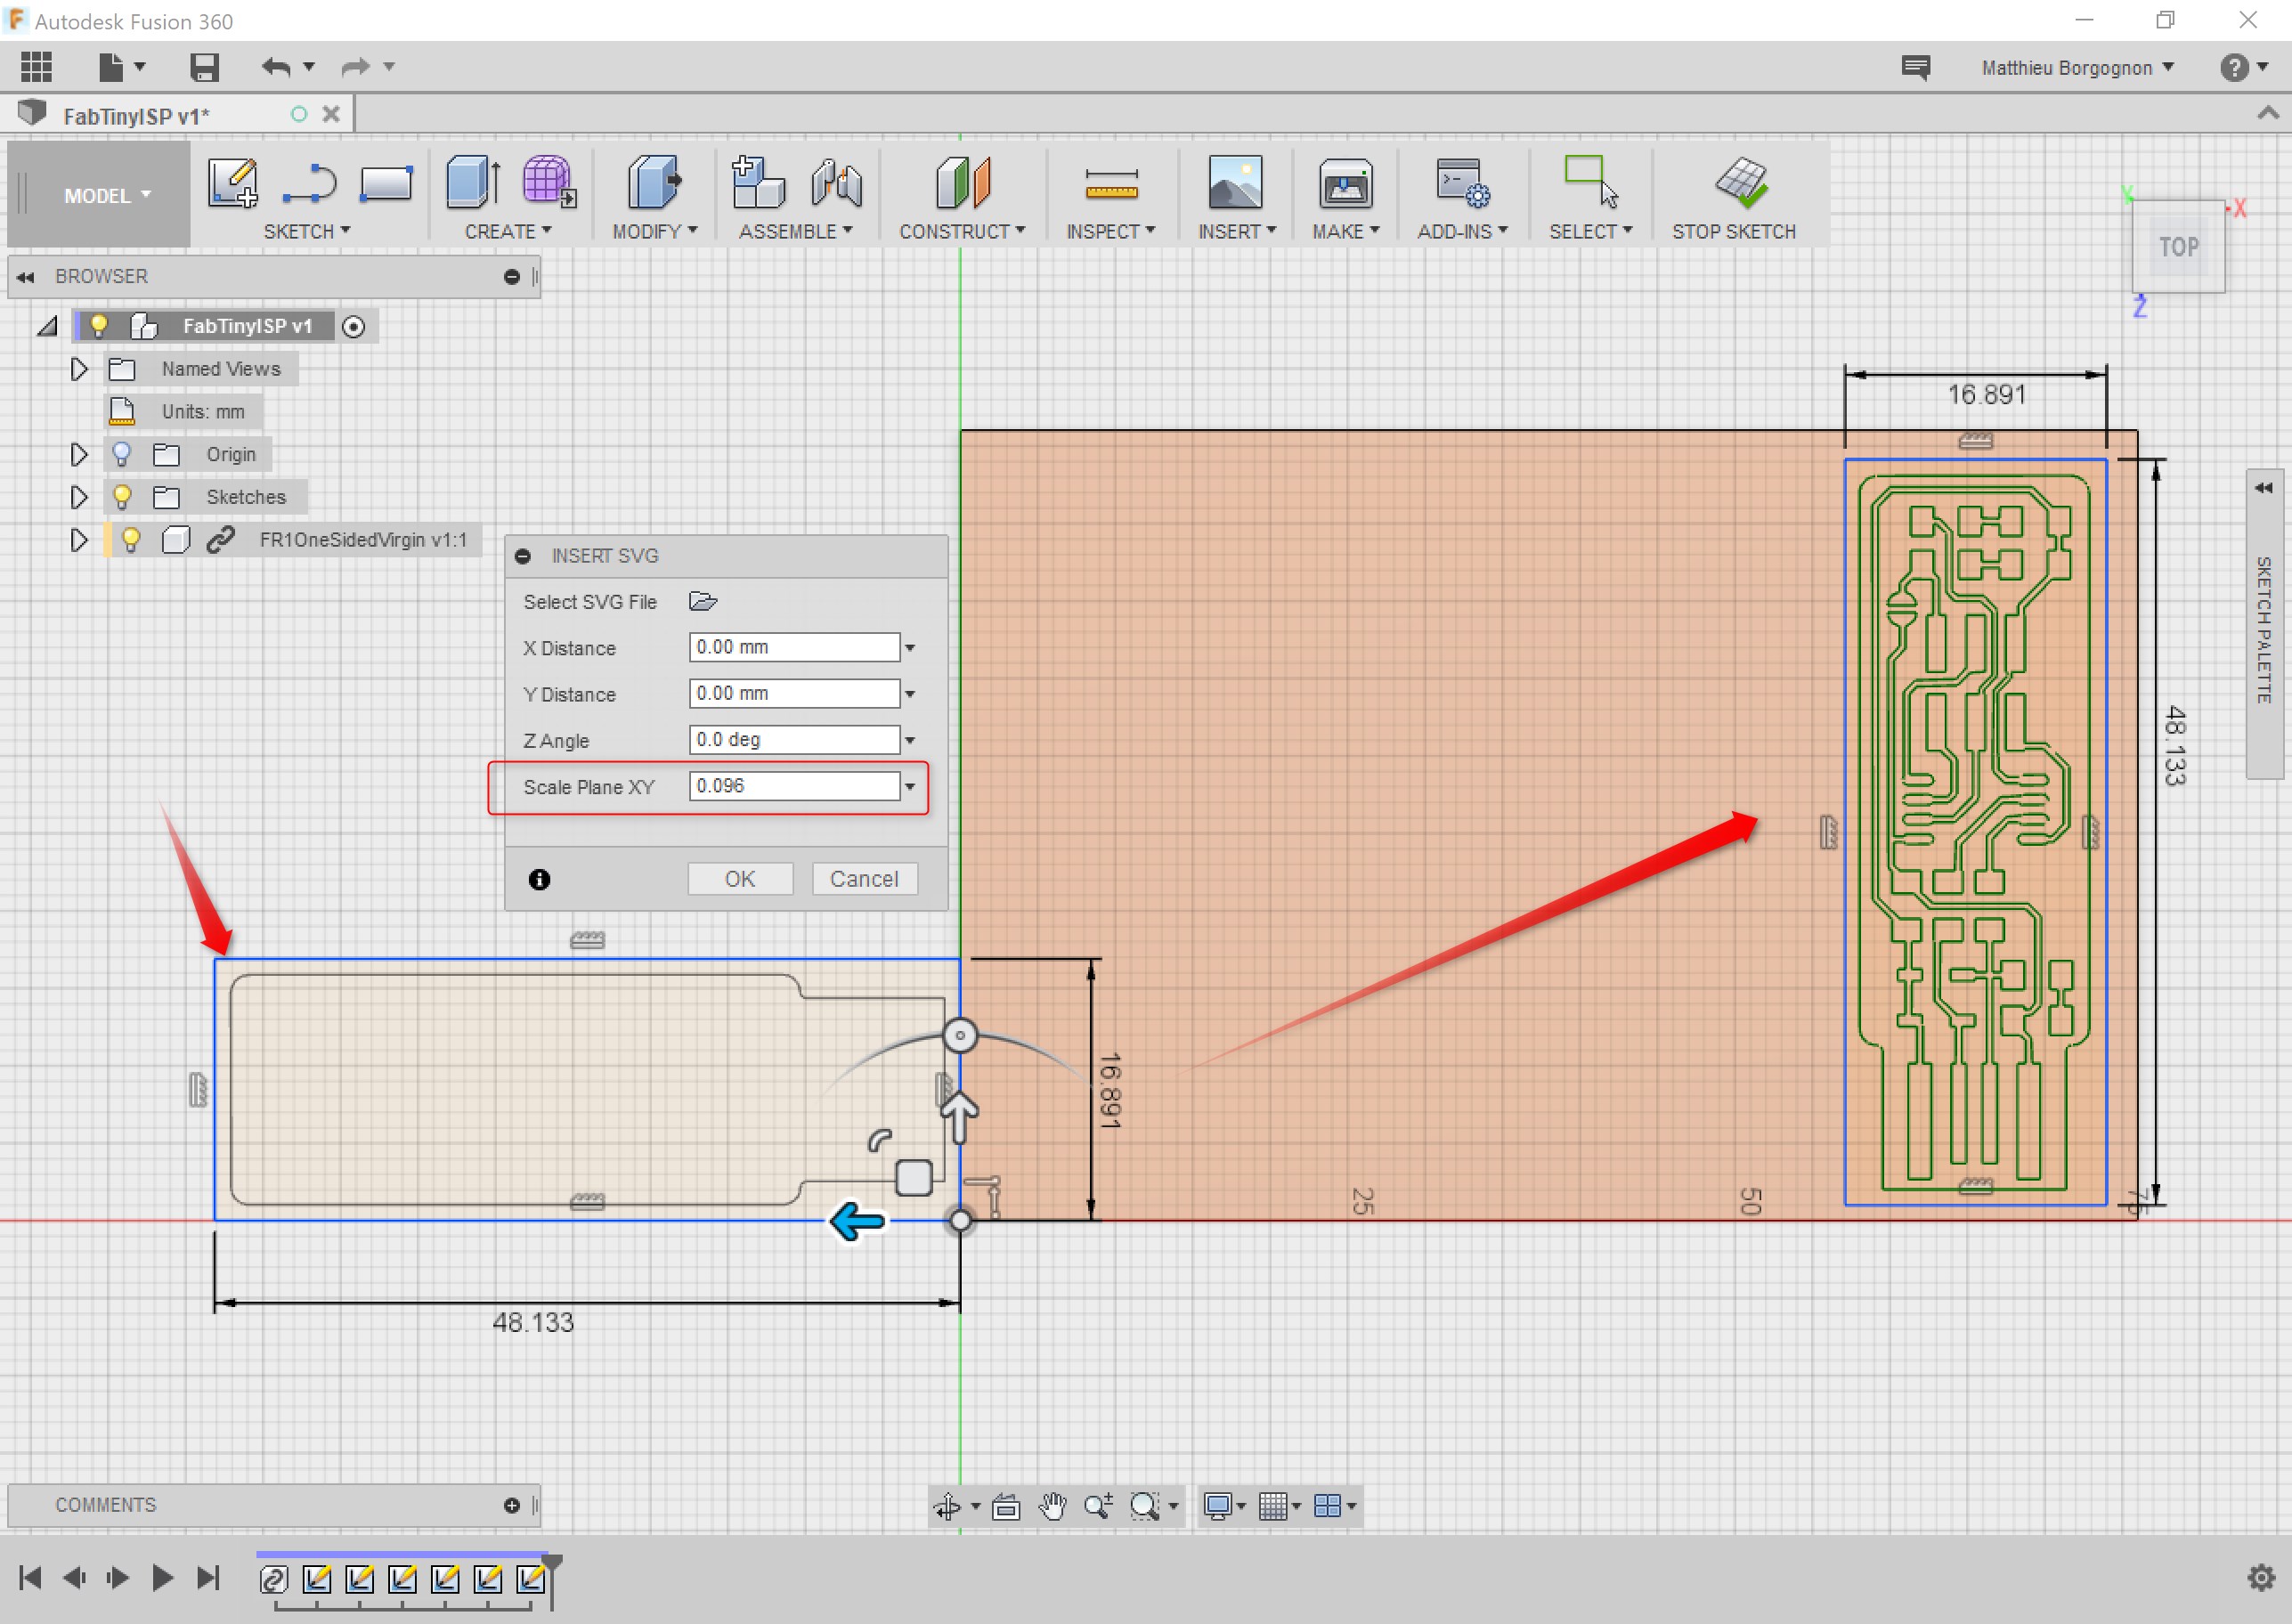 Autodesk Fusion 360
Matthieu Borgognon
?
FabTinyISP v1*
MODEL
SKETCH
CREATE
MODIFY
ASSEMBLE
CONSTRUCT
INSPECT
INSERT
MAKE
ADD-INS
SELECT
STOP SKETCH
Y
X
TOP
Z
BROWSER
FabTinyISP v1
Named Views
Units: mm
Origin
Sketches
FR1OneSidedVirgin v1:1
INSERT SVG
Select SVG File
X Distance 0.00 mm
Y Distance 0.00 mm
Z Angle 0.0 deg
Scale Plane XY 0.096
OK Cancel
16.891
48.133
SKETCH PALETTE
16.891
25
50
75
48.133
COMMENTS